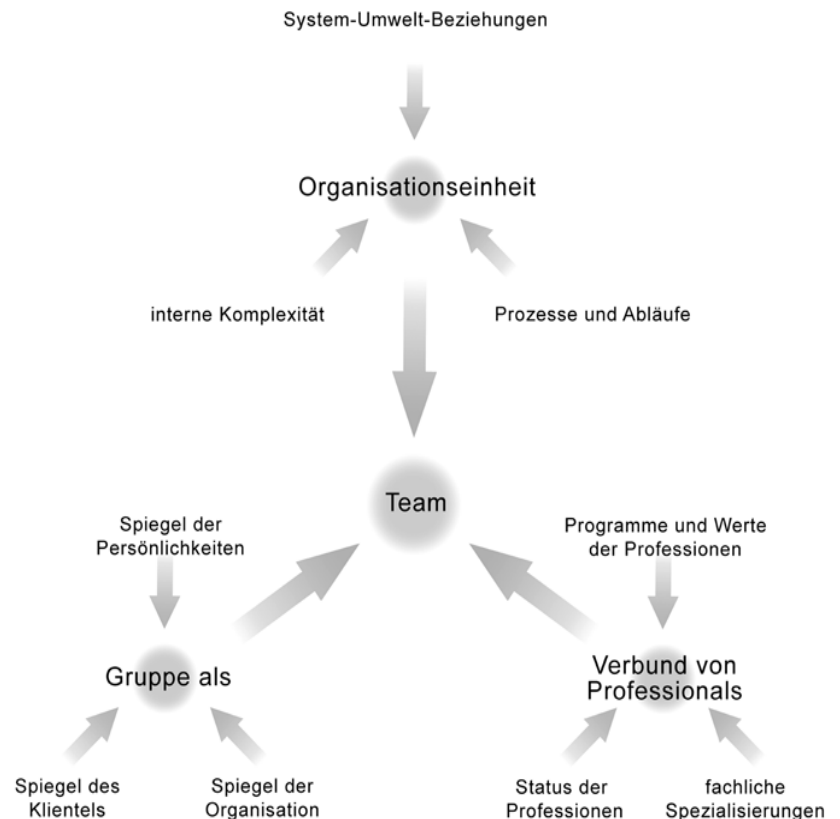 System-Umwelt-Beziehungen
Organisationseinheit
interne Komplexität
Prozesse und Abläufe
Team
Spiegel der
Persönlichkeiten
Programme und Werte
der Professionen
Gruppe als
Verbund von
Professionals
Spiegel des
Klientels
Spiegel der
Organisation
Status der
Professionen
fachliche
Spezialisierungen